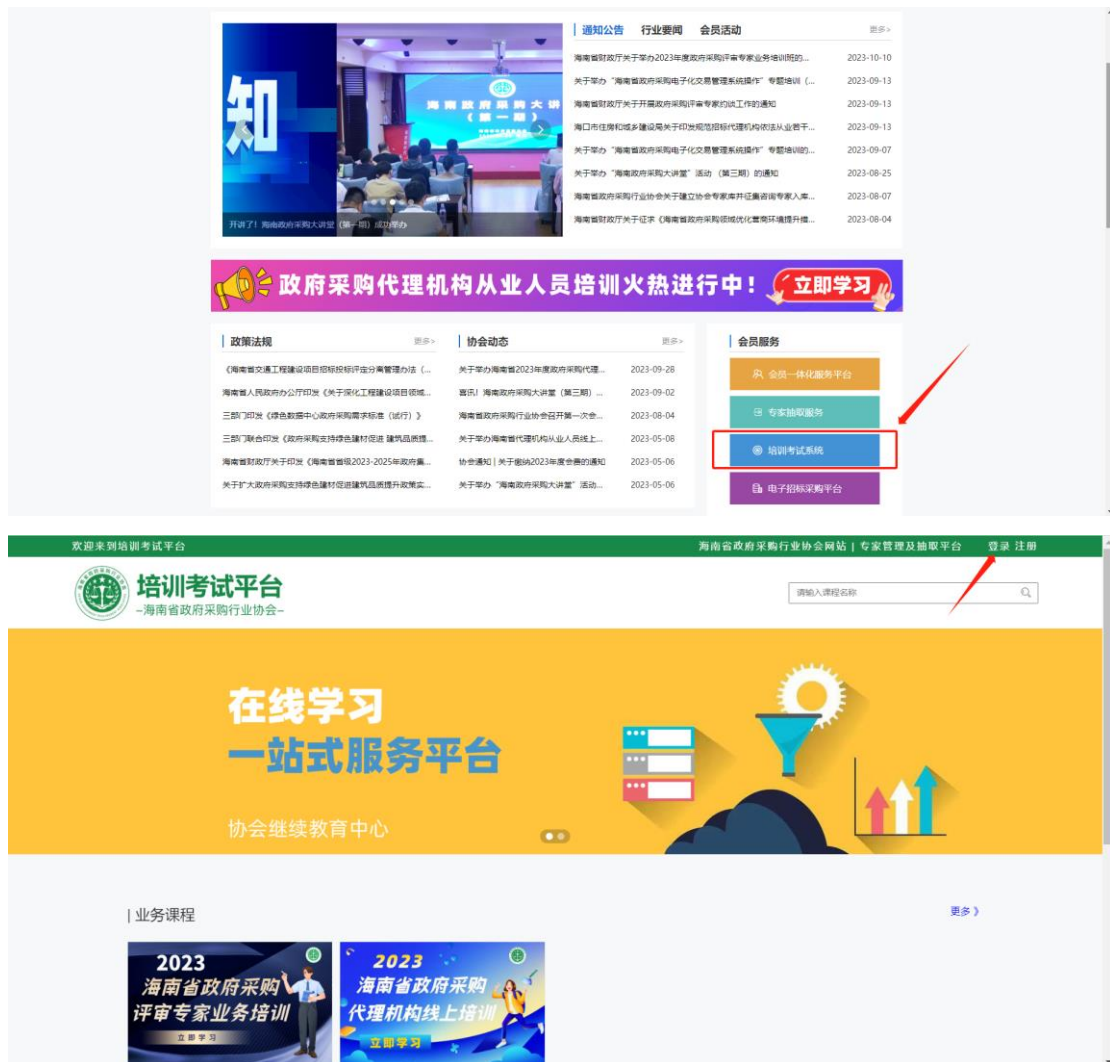 知
海南政府采购大讲
（第一期）
开讲了！海南政府采购大讲堂（第一期）成功举办
通知公告 行业要闻 会员活动 更多>
海南省财政厅关于举办2023年度政府采购评审专家业务培训班的... 2023-10-10
关于举办“海南省政府采购电子化交易管理系统操作”专题培训（... 2023-09-13
海南省财政厅关于开展政府采购评审专家约谈工作的通知 2023-09-13
海口市住房和城乡建设局关于印发规范招标代理机构依法从业若干... 2023-09-13
关于举办“海南省政府采购电子化交易管理系统操作”专题培训的... 2023-09-07
关于举办“海南政府采购大讲堂”活动（第三期）的通知 2023-08-25
海南省政府采购行业协会关于建立协会专家库并征集咨询专家入库... 2023-08-07
海南省财政厅关于征求《海南省政府采购领域优化营商环境提升措... 2023-08-04
政府采购代理机构从业人员培训火热进行中！ 立即学习
政策法规 更多>
《海南省交通工程建设项目招标投标评定分离管理办法（...
海南省人民政府办公厅印发《关于深化工程建设项目领域...
三部门印发《绿色数据中心政府采购需求标准（试行）》
三部门联合印发《政府采购支持绿色建材促进 建筑品质提...
海南省财政厅关于印发《海南省省级2023-2025年政府集...
关于扩大政府采购支持绿色建材促进建筑品质提升政策实...
协会动态 更多>
关于举办海南省2023年度政府采购代理... 2023-09-28
喜讯！海南政府采购大讲堂（第三期）... 2023-09-02
海南省政府采购行业协会召开第一次会... 2023-08-04
关于举办海南省代理机构从业人员线上... 2023-05-08
协会通知 | 关于缴纳2023年度会费的通知 2023-05-06
关于举办“海南政府采购大讲堂”活动... 2023-05-06
会员服务
会员一体化服务平台
专家抽取服务
培训考试系统
电子招标采购平台
欢迎来到培训考试平台 海南省政府采购行业协会网站 | 专家管理及抽取平台 登录 注册
培训考试平台
-海南省政府采购行业协会-
请输入课程名称
在线学习
一站式服务平台
协会继续教育中心
| 业务课程 更多 》
2023
海南省政府采购
评审专家业务培训
立即学习
2023
海南省政府采购
代理机构线上培训
立即学习